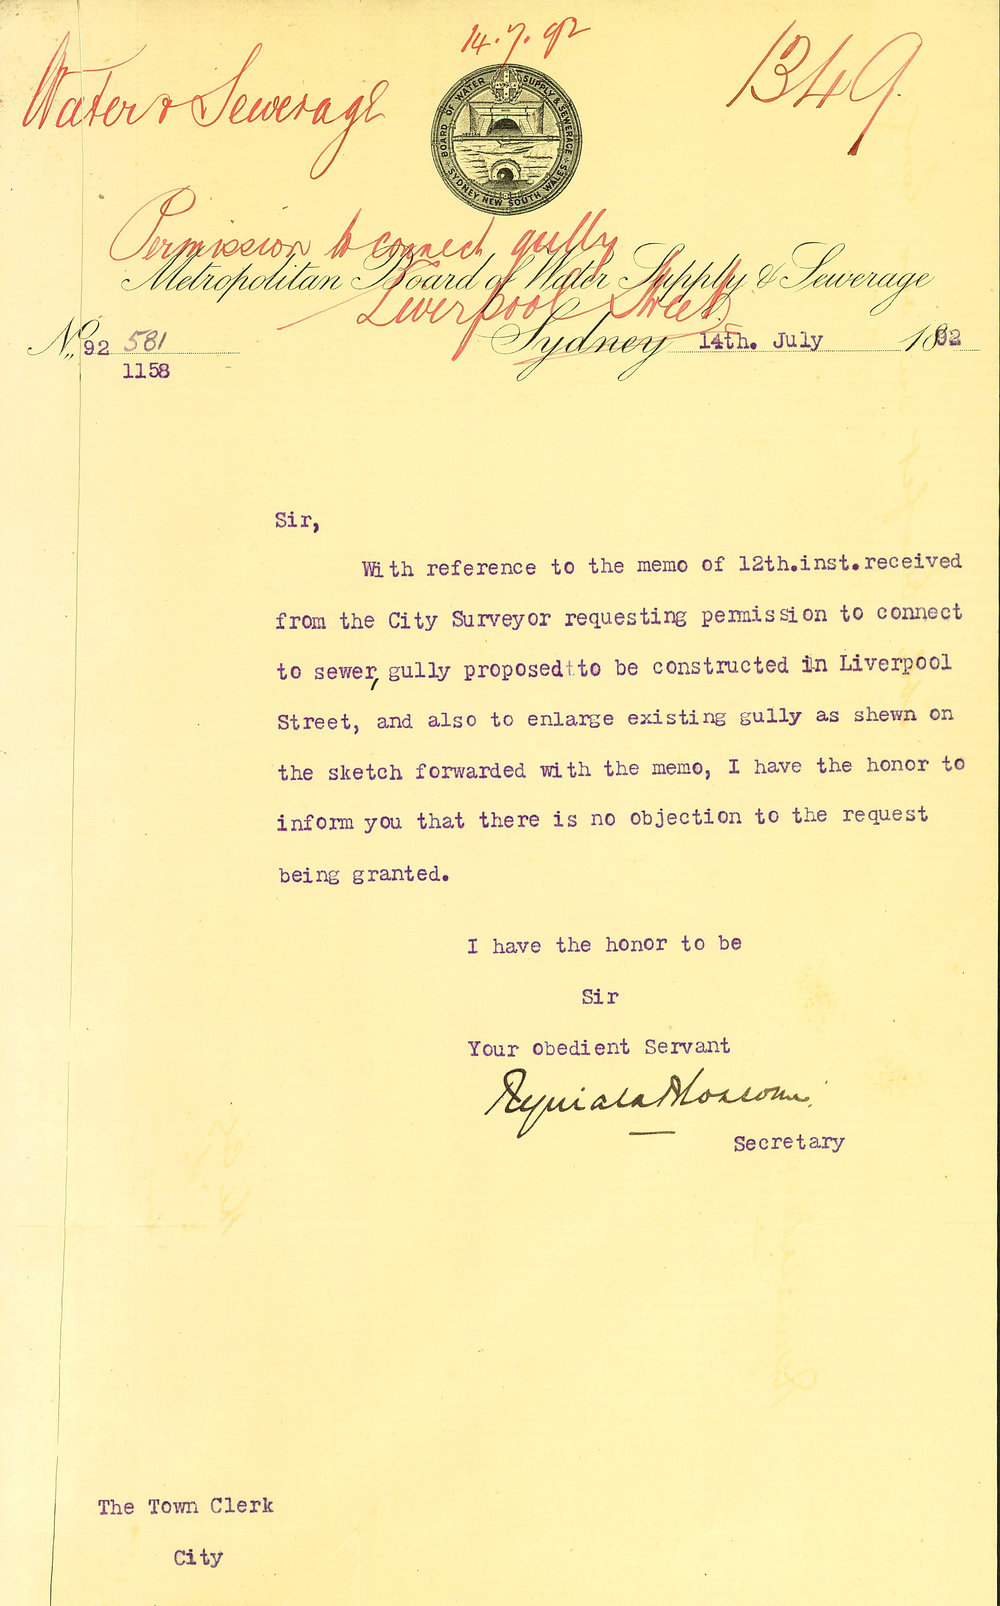 14.7.92
Water & Sewerage
1349
BOARD OF WATER SUPPLY & SEWERAGE
SYDNEY, NEW SOUTH WALES
Permission to connect gully
Liverpool Street
Metropolitan Board of Water Supply & Sewerage
No. 92 581
1158
Sydney 14th. July 1892
Sir,
With reference to the memo of 12th.inst.received
from the City Surveyor requesting permission to connect
to sewer, gully proposed to be constructed in Liverpool
Street, and also to enlarge existing gully as shewn on
the sketch forwarded with the memo, I have the honor to
inform you that there is no objection to the request
being granted.
I have the honor to be
Sir
Your obedient Servant
Secretary
The Town Clerk
City